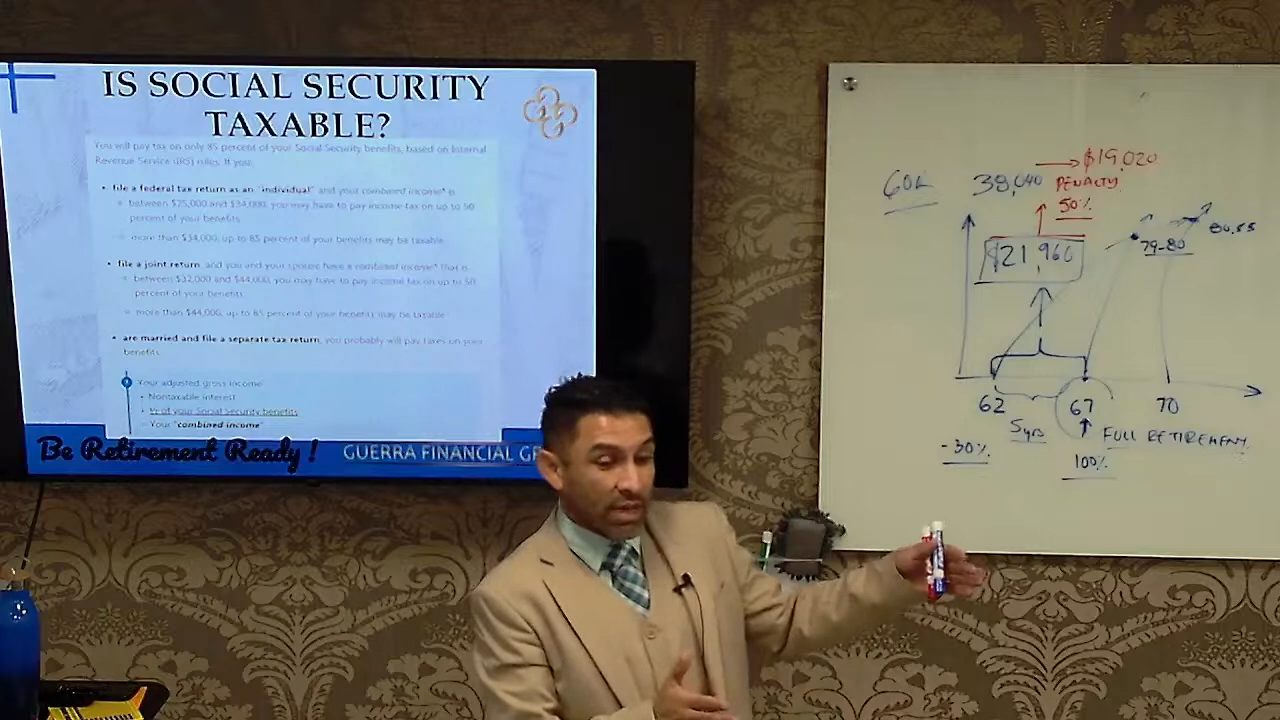 IS SOCIAL SECURITY
TAXABLE?
You will pay tax on only 85 percent of your Social Security benefits, based on Internal
Revenue Service (IRS) rules. If you:
• file a federal tax return as an "individual" and your combined income* is
between $25,000 and $34,000, you may have to pay income tax on up to 50
percent of your benefits.
more than $34,000, up to 85 percent of your benefits may be taxable.
• file a joint return, and you and your spouse have a combined income* that is
between $32,000 and $44,000, you may have to pay income tax on up to 50
percent of your benefits
more than $44,000, up to 85 percent of your benefits may be taxable
• are married and file a separate tax return, you probably will pay taxes on your
benefits.
Your adjusted gross income
+ Nontaxable interest
+ ½ of your Social Security benefits
= Your "combined income"
Be Retirement Ready !
GUERRA FINANCIAL GR
→ $19,020
60k 38,040 PENALTY
50%
$21,960
79-80
62 67 70
5 yrs
FULL RETIREMENT
-30%
100%